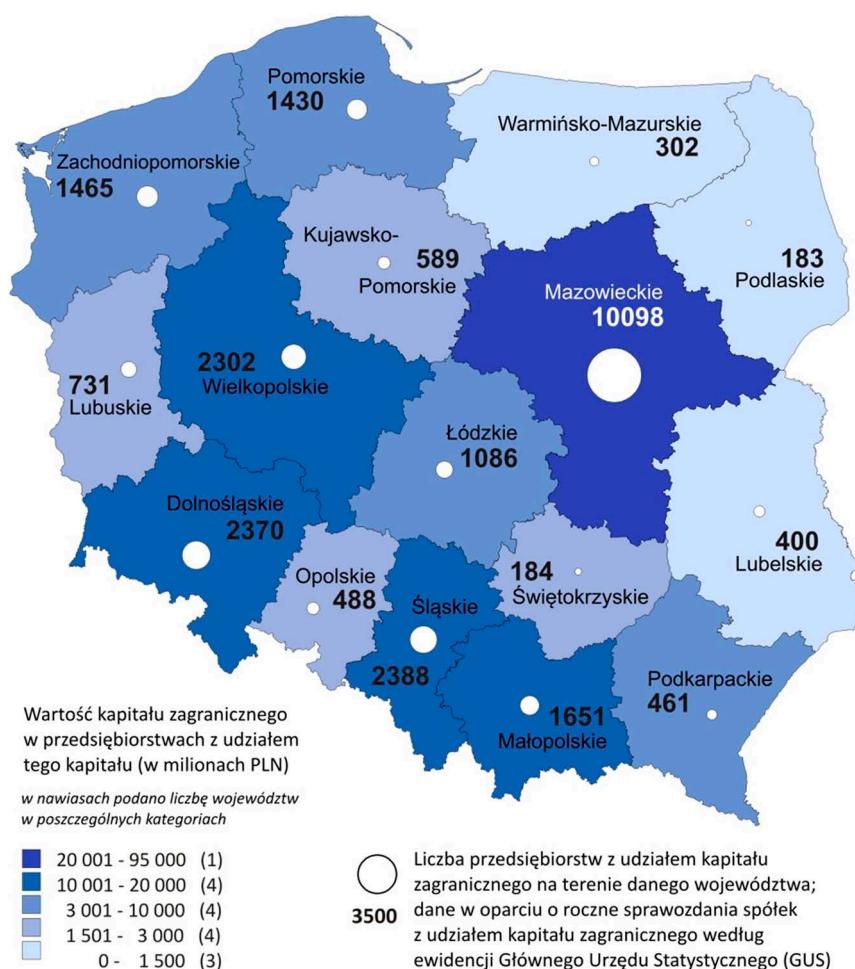 Pomorskie
1430
Warmińsko-Mazurskie
302
Zachodniopomorskie
1465
Kujawsko-
589
Pomorskie
183
Podlaskie
Mazowieckie
10098
2302
Wielkopolskie
731
Lubuskie
Łódzkie
1086
Dolnośląskie
2370
400
Lubelskie
184
Świętokrzyskie
Opolskie
488
Śląskie
2388
Podkarpackie
461
1651
Małopolskie
Wartość kapitału zagranicznego
w przedsiębiorstwach z udziałem
tego kapitału (w milionach PLN)
w nawiasach podano liczbę województw
w poszczególnych kategoriach
20 001 - 95 000 (1)
10 001 - 20 000 (4)
3 001 - 10 000 (4)
1 501 - 3 000 (4)
0 - 1 500 (3)
3500
Liczba przedsiębiorstw z udziałem kapitału
zagranicznego na terenie danego województwa;
dane w oparciu o roczne sprawozdania spółek
z udziałem kapitału zagranicznego według
ewidencji Głównego Urzędu Statystycznego (GUS)